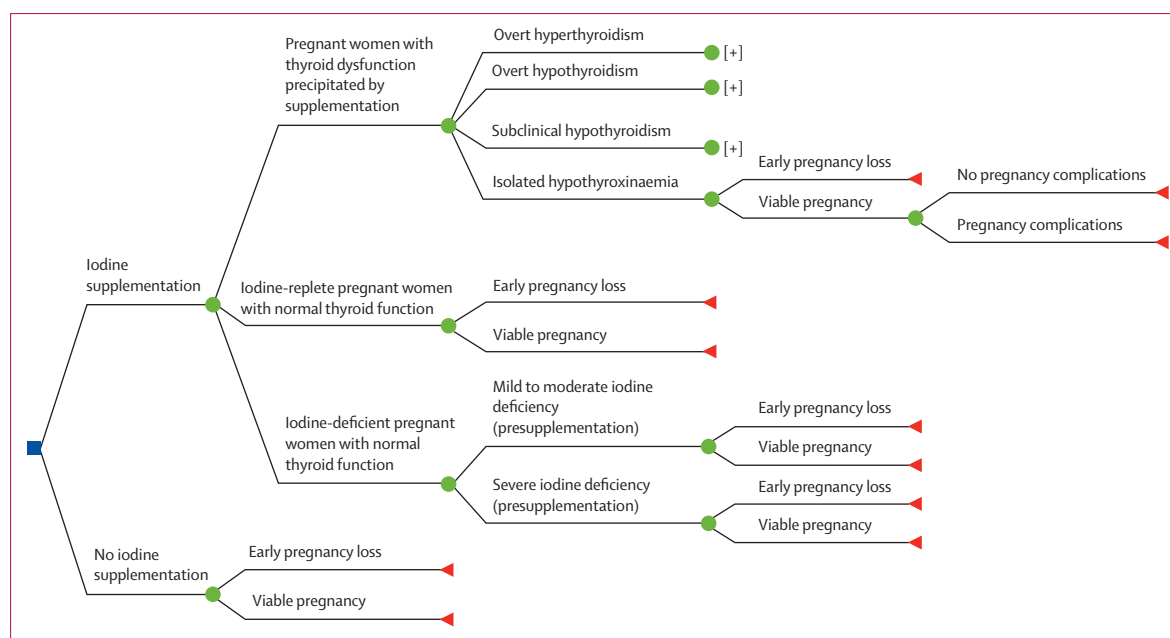 Pregnant women with
thyroid dysfunction
precipitated by
supplementation
Overt hyperthyroidism
[+]
Overt hypothyroidism
[+]
Subclinical hypothyroidism
[+]
Isolated hypothyroxinaemia
Early pregnancy loss
Viable pregnancy
No pregnancy complications
Pregnancy complications
Iodine
supplementation
Iodine-replete pregnant women
with normal thyroid function
Early pregnancy loss
Viable pregnancy
Iodine-deficient pregnant
women with normal
thyroid function
Mild to moderate iodine
deficiency
(presupplementation)
Early pregnancy loss
Viable pregnancy
Severe iodine deficiency
(presupplementation)
Early pregnancy loss
Viable pregnancy
No iodine
supplementation
Early pregnancy loss
Viable pregnancy